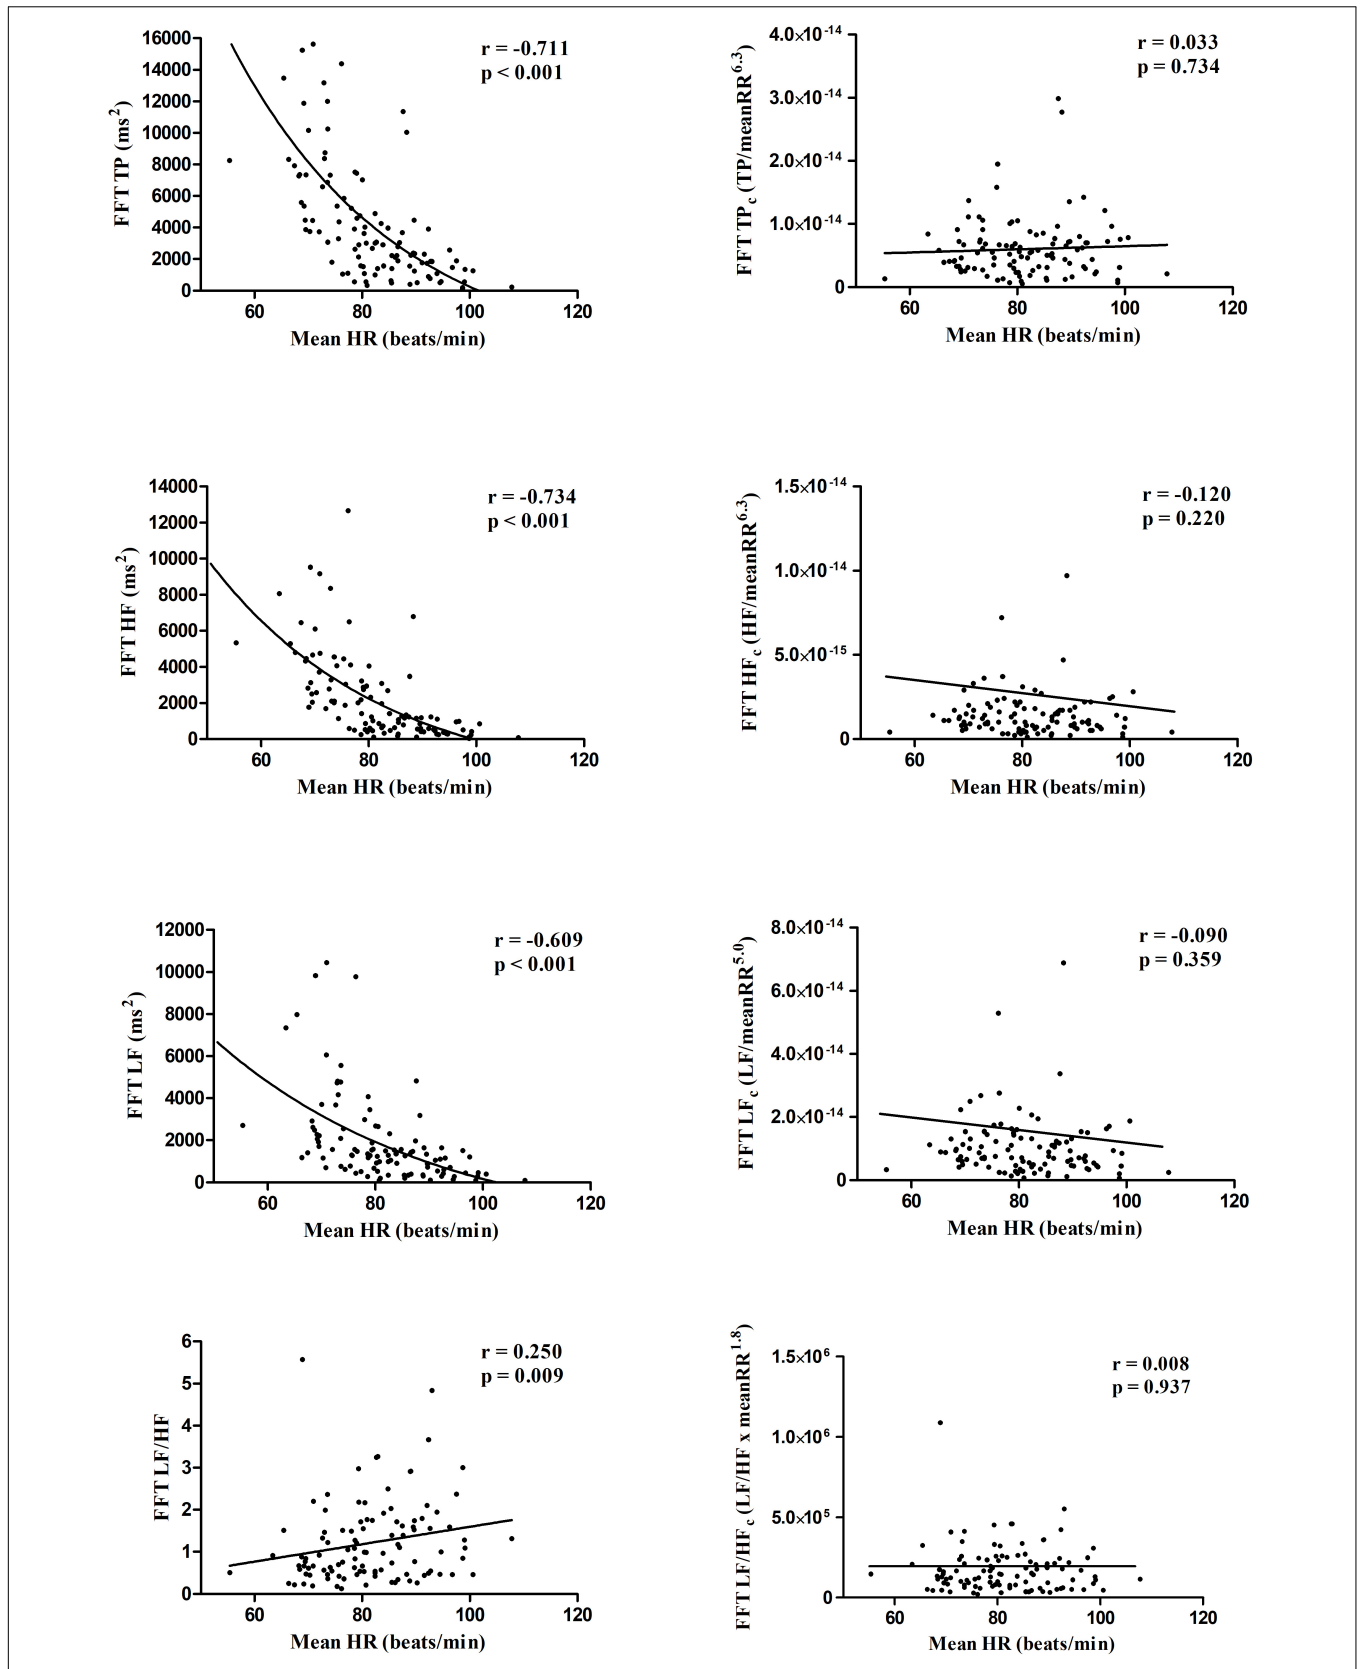 16000
14000
12000
10000
8000
6000
4000
2000
0
60 80 100 120
FFT TP (ms²)
Mean HR (beats/min)
r = -0.711
p < 0.001
4.0×10⁻¹⁴
3.0×10⁻¹⁴
2.0×10⁻¹⁴
1.0×10⁻¹⁴
0
60 80 100 120
FFT TPc (TP/meanRR⁶·³)
Mean HR (beats/min)
r = 0.033
p = 0.734
14000
12000
10000
8000
6000
4000
2000
0
60 80 100 120
FFT HF (ms²)
Mean HR (beats/min)
r = -0.734
p < 0.001
1.5×10⁻¹⁴
1.0×10⁻¹⁴
5.0×10⁻¹⁵
0
60 80 100 120
FFT HFc (HF/meanRR⁶·³)
Mean HR (beats/min)
r = -0.120
p = 0.220
12000
10000
8000
6000
4000
2000
0
60 80 100 120
FFT LF (ms²)
Mean HR (beats/min)
r = -0.609
p < 0.001
8.0×10⁻¹⁴
6.0×10⁻¹⁴
4.0×10⁻¹⁴
2.0×10⁻¹⁴
0
60 80 100 120
FFT LFc (LF/meanRR⁵·⁰)
Mean HR (beats/min)
r = -0.090
p = 0.359
6
5
4
3
2
1
0
60 80 100 120
FFT LF/HF
Mean HR (beats/min)
r = 0.250
p = 0.009
1.5×10⁶
1.0×10⁶
5.0×10⁵
0
60 80 100 120
FFT LF/HFc (LF/HF x meanRR¹·⁸)
Mean HR (beats/min)
r = 0.008
p = 0.937